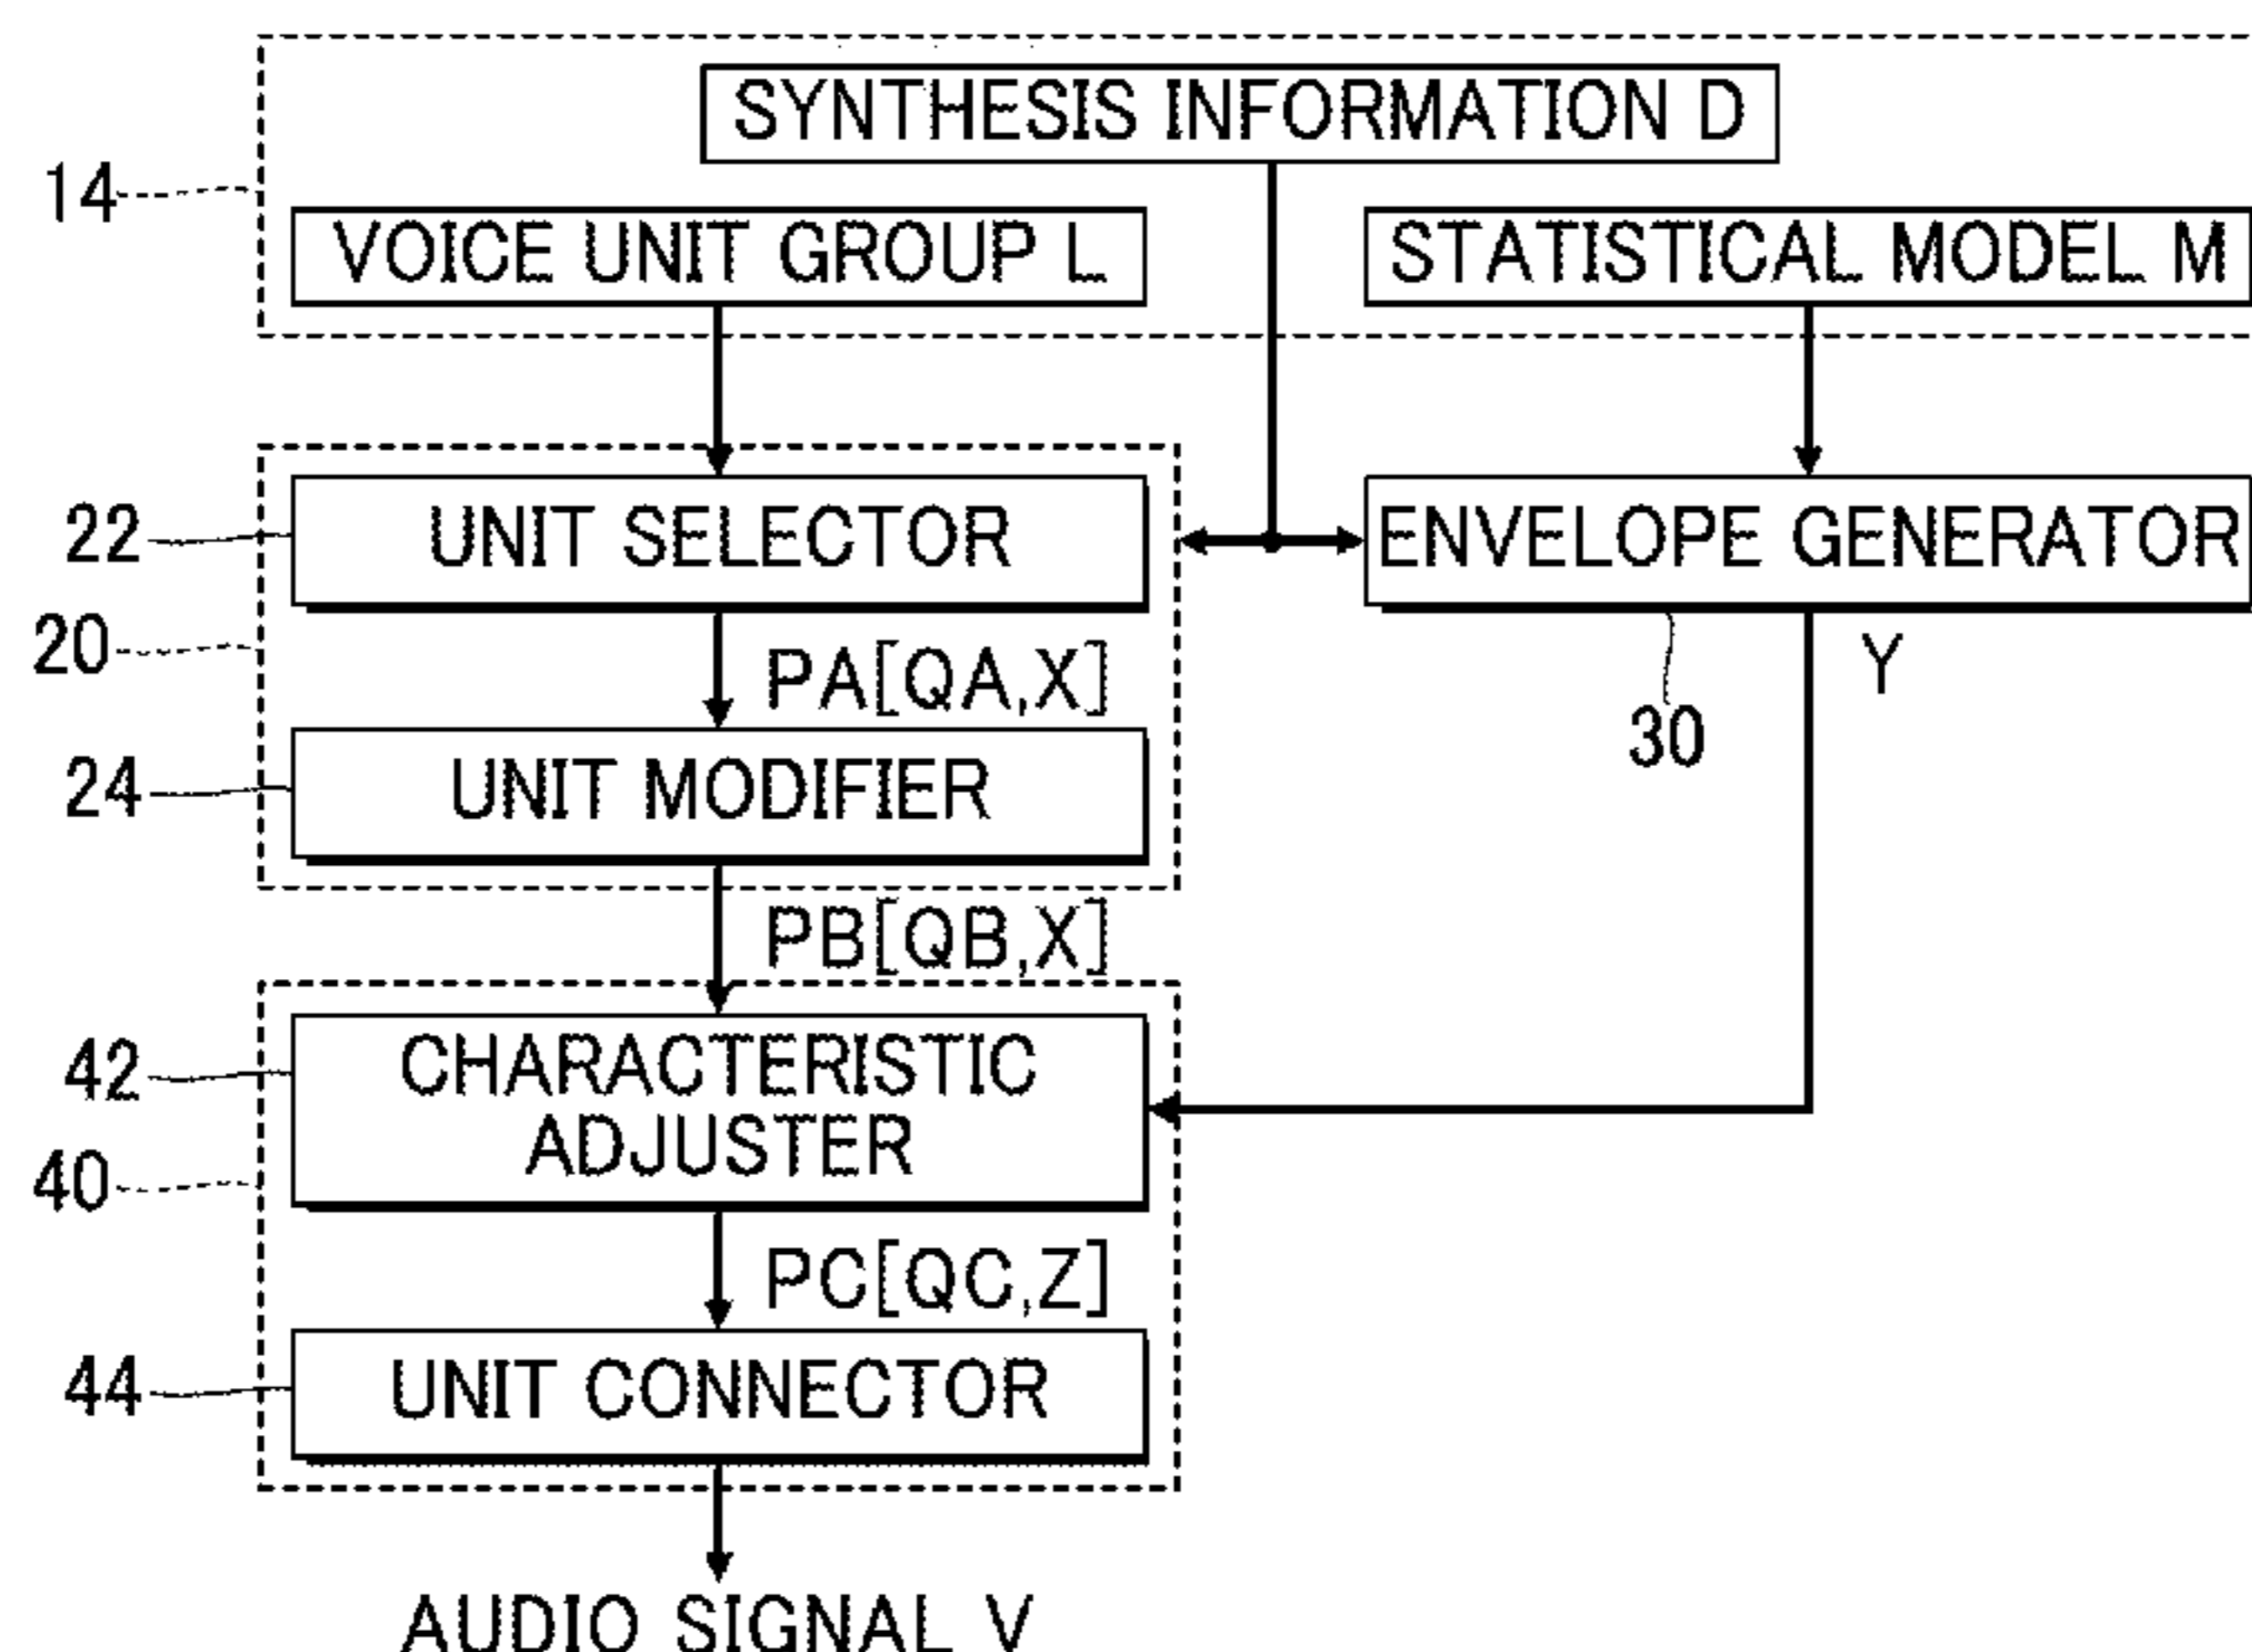 SYNTHESIS INFORMATION D
14
VOICE UNIT GROUP L
STATISTICAL MODEL M
22
UNIT SELECTOR
ENVELOPE GENERATOR
20
PA[QA,X]
Y
30
24
UNIT MODIFIER
PB[QB,X]
42
CHARACTERISTIC
ADJUSTER
40
PC[QC,Z]
44
UNIT CONNECTOR
AUDIO SIGNAL V